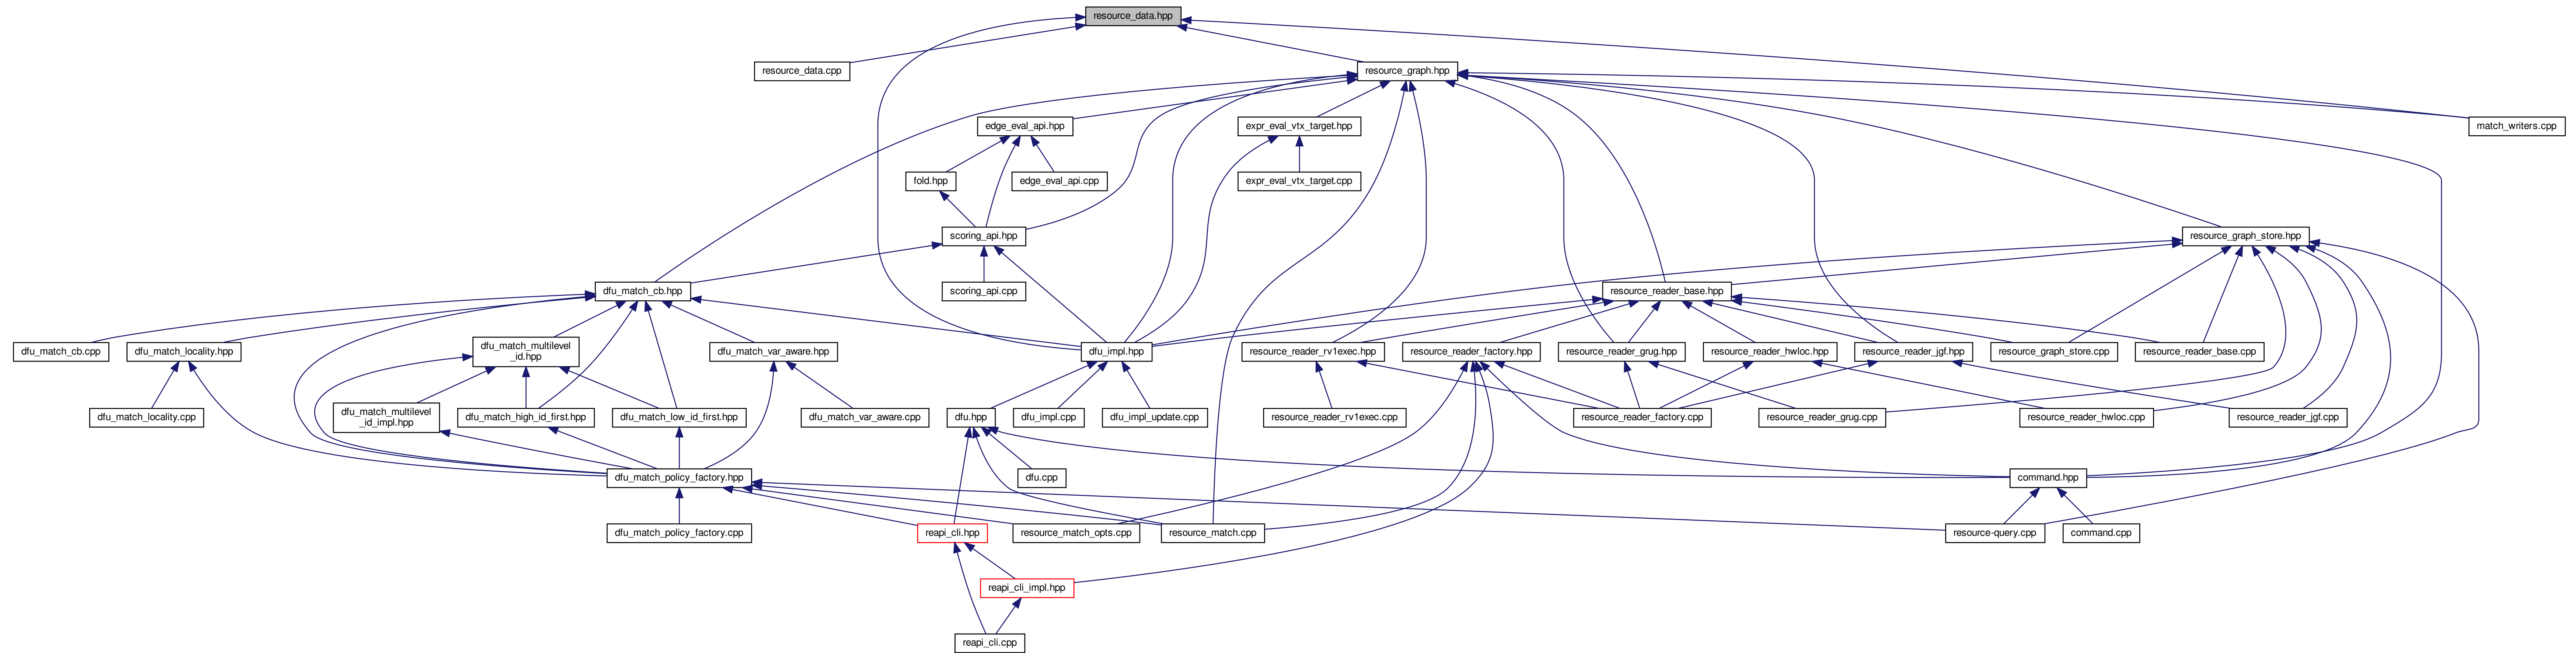 resource_data.hpp
resource_data.cpp
resource_graph.hpp
edge_eval_api.hpp
expr_eval_vtx_target.hpp
match_writers.cpp
fold.hpp
edge_eval_api.cpp
expr_eval_vtx_target.cpp
scoring_api.hpp
resource_graph_store.hpp
dfu_match_cb.hpp
scoring_api.cpp
resource_reader_base.hpp
dfu_match_cb.cpp
dfu_match_locality.hpp
dfu_match_multilevel
_id.hpp
dfu_match_var_aware.hpp
dfu_impl.hpp
resource_reader_rv1exec.hpp
resource_reader_factory.hpp
resource_reader_grug.hpp
resource_reader_hwloc.hpp
resource_reader_jgf.hpp
resource_graph_store.cpp
resource_reader_base.cpp
dfu_match_locality.cpp
dfu_match_multilevel
_id_impl.hpp
dfu_match_high_id_first.hpp
dfu_match_low_id_first.hpp
dfu_match_var_aware.cpp
dfu.hpp
dfu_impl.cpp
dfu_impl_update.cpp
resource_reader_rv1exec.cpp
resource_reader_factory.cpp
resource_reader_grug.cpp
resource_reader_hwloc.cpp
resource_reader_jgf.cpp
dfu_match_policy_factory.hpp
dfu.cpp
command.hpp
dfu_match_policy_factory.cpp
reapi_cli.hpp
resource_match_opts.cpp
resource_match.cpp
resource-query.cpp
command.cpp
reapi_cli_impl.hpp
reapi_cli.cpp